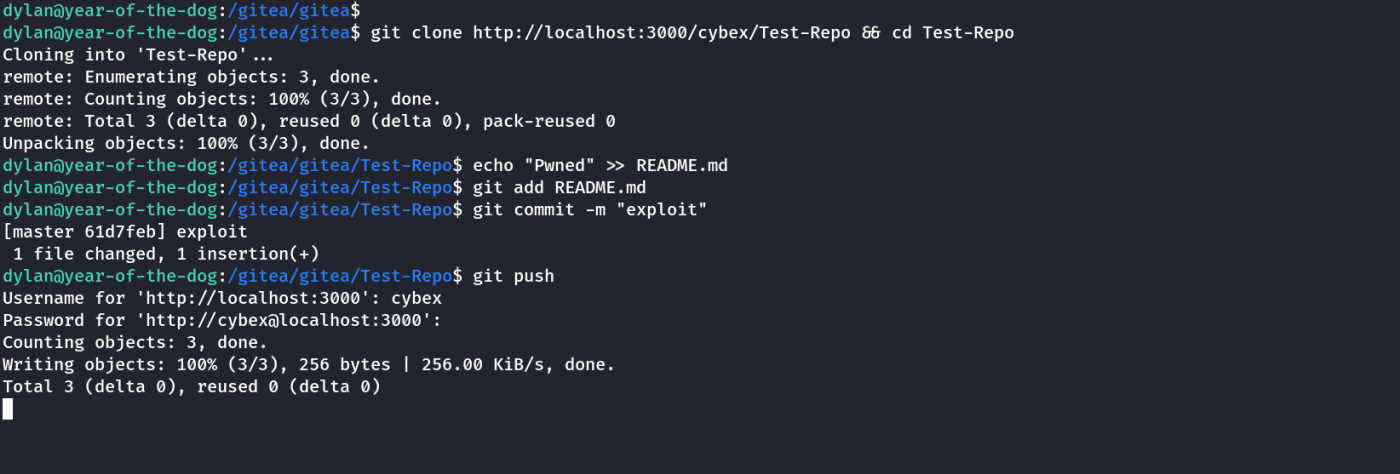 dylan@year-of-the-dog:/gitea/gitea$
dylan@year-of-the-dog:/gitea/gitea$ git clone http://localhost:3000/cybex/Test-Repo && cd Test-Repo
Cloning into 'Test-Repo'...
remote: Enumerating objects: 3, done.
remote: Counting objects: 100% (3/3), done.
remote: Total 3 (delta 0), reused 0 (delta 0), pack-reused 0
Unpacking objects: 100% (3/3), done.
dylan@year-of-the-dog:/gitea/gitea/Test-Repo$ echo "Pwned" >> README.md
dylan@year-of-the-dog:/gitea/gitea/Test-Repo$ git add README.md
dylan@year-of-the-dog:/gitea/gitea/Test-Repo$ git commit -m "exploit"
[master 61d7feb] exploit
 1 file changed, 1 insertion(+)
dylan@year-of-the-dog:/gitea/gitea/Test-Repo$ git push
Username for 'http://localhost:3000': cybex
Password for 'http://cybex@localhost:3000':
Counting objects: 3, done.
Writing objects: 100% (3/3), 256 bytes | 256.00 KiB/s, done.
Total 3 (delta 0), reused 0 (delta 0)